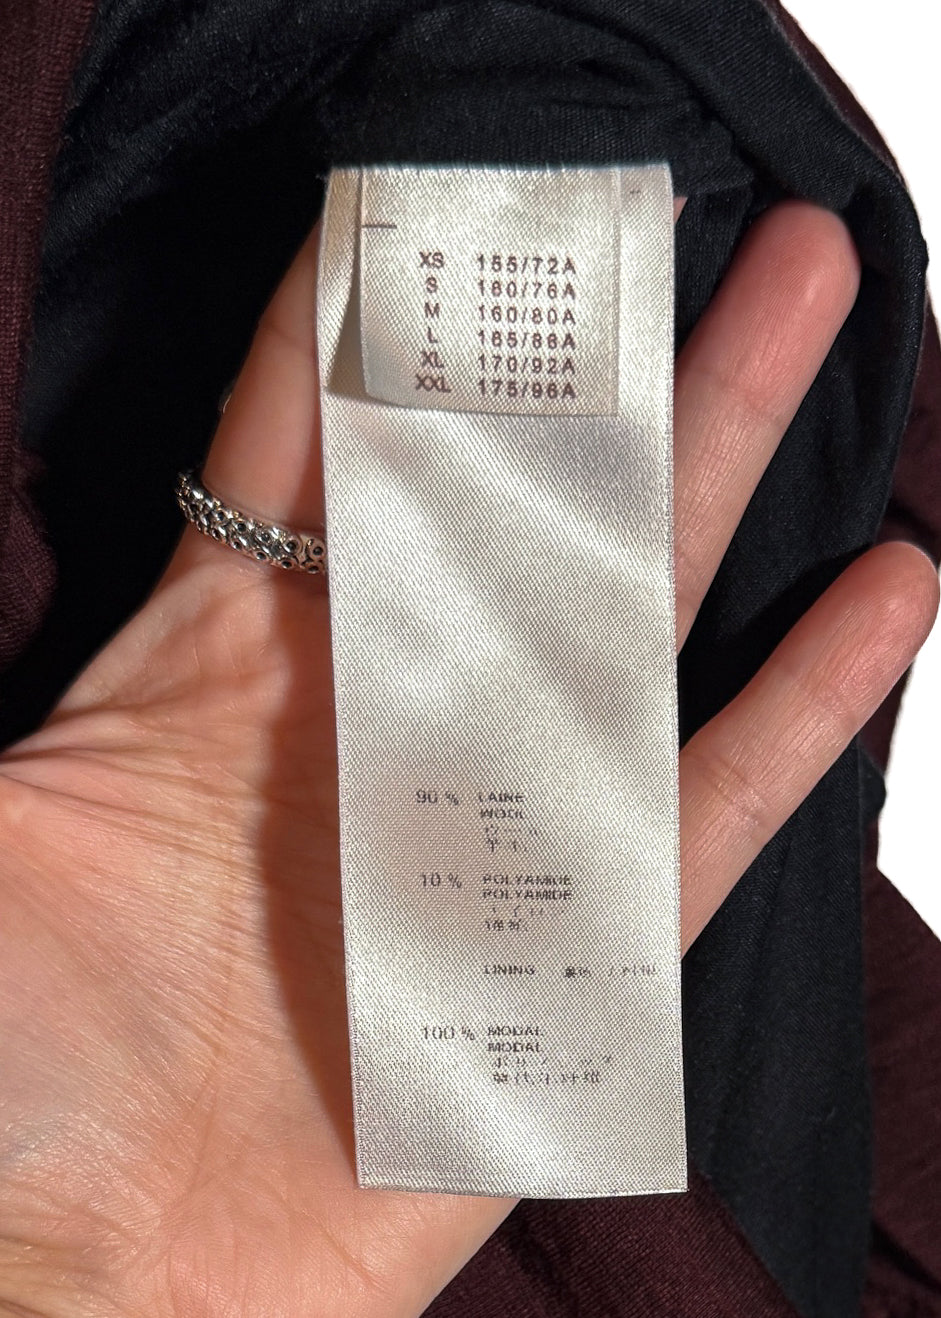 XS 155/72A
S 160/76A
M 160/80A
L 165/88A
XL 170/92A
XXL 175/96A
90 % LAINE
WOOL
10 % POLYAMIDE
POLYAMIDE
LINING
100 % MODAL
MODAL